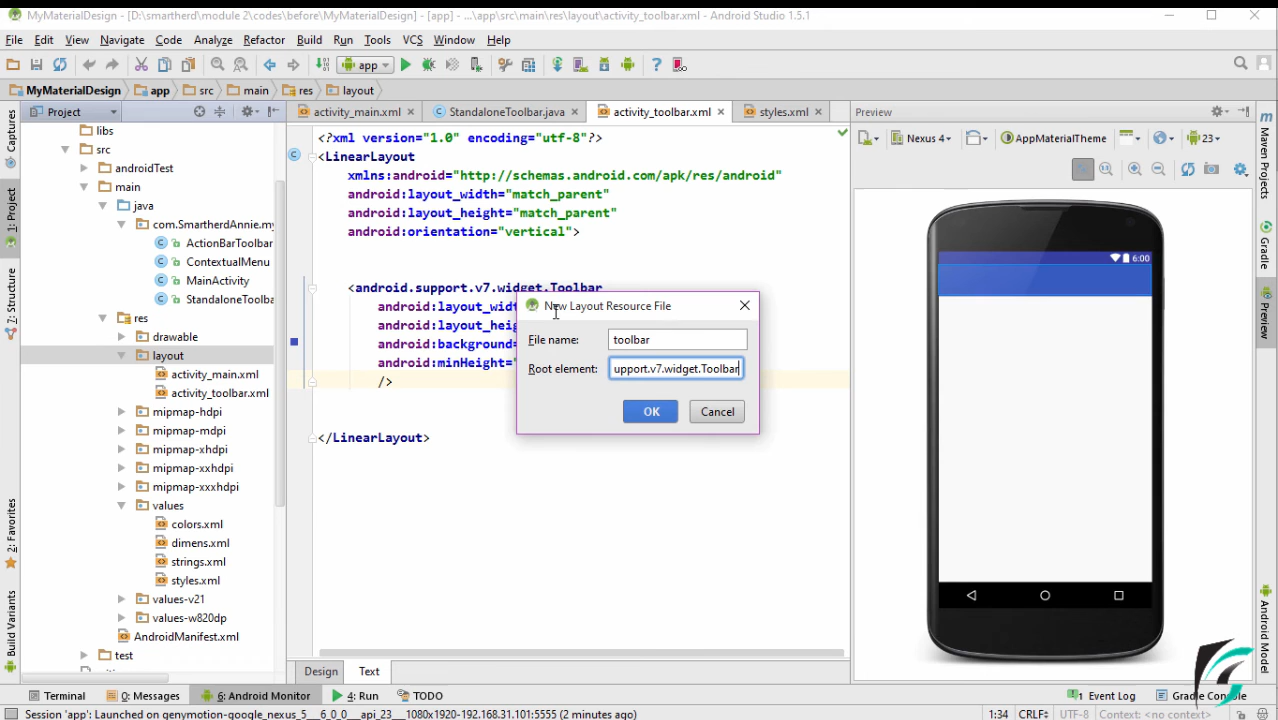 MyMaterialDesign - [D:\smartherd\module 2\codes\before\MyMaterialDesign] - [app] - ...\app\src\main\res\layout\activity_toolbar.xml - Android Studio 1.5.1
File Edit View Navigate Code Analyze Refactor Build Run Tools VCS Window Help
app
MyMaterialDesign app src main res layout
Project
activity_main.xml StandaloneToolbar.java activity_toolbar.xml styles.xml
Preview
Nexus 4 AppMaterialTheme 23
Captures
1: Project
7: Structure
2: Favorites
Build Variants
libs
src
androidTest
main
java
com.SmartherdAnnie.my
ActionBarToolbar
ContextualMenu
MainActivity
StandaloneToolba
res
drawable
layout
activity_main.xml
activity_toolbar.xml
mipmap-hdpi
mipmap-mdpi
mipmap-xhdpi
mipmap-xxhdpi
mipmap-xxxhdpi
values
colors.xml
dimens.xml
strings.xml
styles.xml
values-v21
values-w820dp
AndroidManifest.xml
test
<?xml version="1.0" encoding="utf-8"?>
<LinearLayout
xmlns:android="http://schemas.android.com/apk/res/android"
android:layout_width="match_parent"
android:layout_height="match_parent"
android:orientation="vertical">
<android.support.v7.widget.Toolbar
android:layout_widt
android:layout_heig
android:background=
android:minHeight="
/>
</LinearLayout>
New Layout Resource File
File name: toolbar
Root element: upport.v7.widget.Toolbar
OK Cancel
6:00
Maven Projects
Gradle
Preview
Android Model
Design Text
Terminal 0: Messages 6: Android Monitor 4: Run TODO
Event Log Gradle Console
Session 'app': Launched on genymotion-google_nexus_5___6_0_0___api_23___1080x1920-192.168.31.101:5555 (2 minutes ago)
1:34 CRLF UTF-8 Context: <no context>